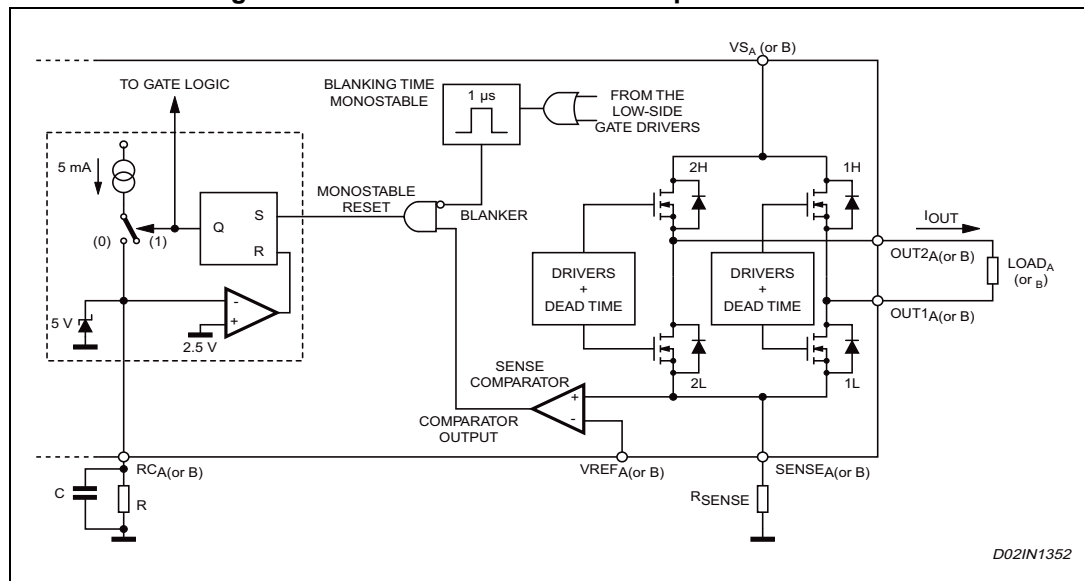 VSA (or B)
TO GATE LOGIC
BLANKING TIME
MONOSTABLE
1 μs
FROM THE
LOW-SIDE
GATE DRIVERS
5 mA
2H
1H
MONOSTABLE
RESET
S
Q
BLANKER
R
(0)
(1)
IOUT
OUT2A(or B)
LOADA
(or B)
DRIVERS
+
DEAD TIME
DRIVERS
+
DEAD TIME
OUT1A(or B)
5 V
-
+
2.5 V
SENSE
COMPARATOR
2L
1L
+
-
COMPARATOR
OUTPUT
RCA(or B)
VREFA(or B)
SENSEA(or B)
C
R
RSENSE
D02IN1352